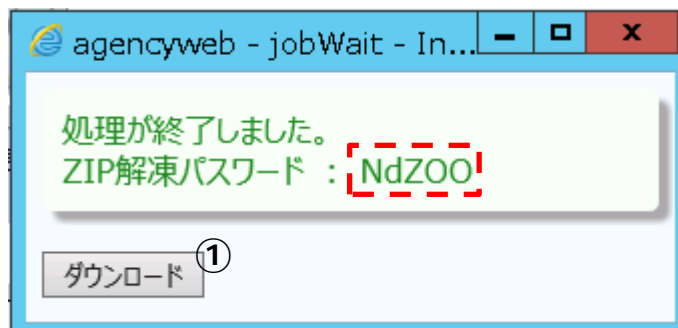 agencyweb - jobWait - In...
処理が終了しました。
ZIP解凍パスワード : NdZOO
ダウンロード ①